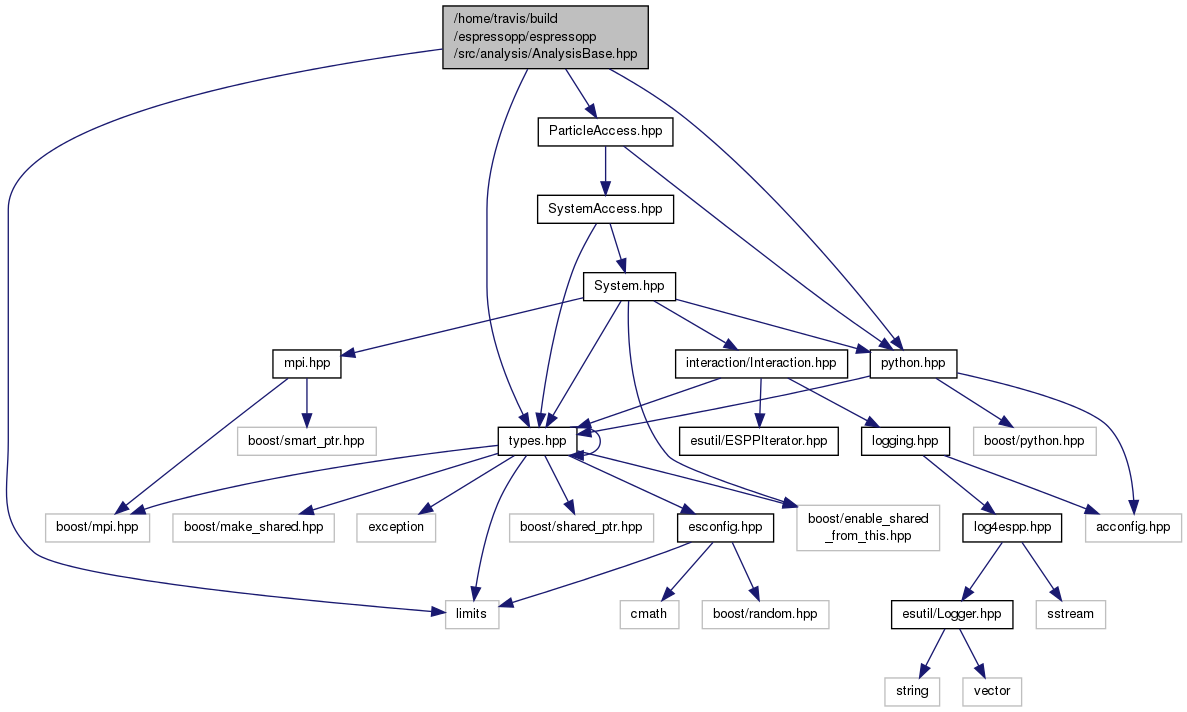 /home/travis/build
/espressopp/espressopp
/src/analysis/AnalysisBase.hpp
ParticleAccess.hpp
SystemAccess.hpp
System.hpp
mpi.hpp
interaction/Interaction.hpp
python.hpp
boost/smart_ptr.hpp
types.hpp
esutil/ESPPIterator.hpp
logging.hpp
boost/python.hpp
boost/mpi.hpp
boost/make_shared.hpp
exception
boost/shared_ptr.hpp
esconfig.hpp
boost/enable_shared
_from_this.hpp
log4espp.hpp
acconfig.hpp
limits
cmath
boost/random.hpp
esutil/Logger.hpp
sstream
string
vector